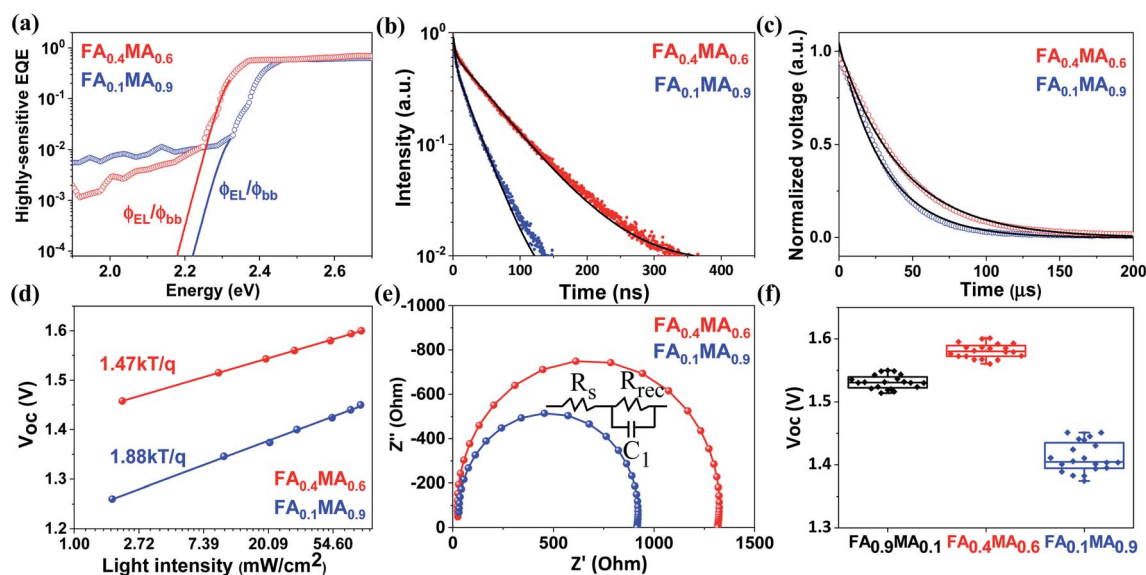 (a)
Highly-sensitive EQE
10⁰
10⁻¹
10⁻²
10⁻³
10⁻⁴
FA₀.₄MA₀.₆
FA₀.₁MA₀.₉
ϕEL/ϕbb
ϕEL/ϕbb
2.0 2.2 2.4 2.6
Energy (eV)
(b)
Intensity (a.u.)
10⁰
10⁻¹
10⁻²
FA₀.₄MA₀.₆
FA₀.₁MA₀.₉
0 100 200 300 400 450
Time (ns)
(c)
Normalized voltage (a.u.)
1.0
0.5
0.0
FA₀.₄MA₀.₆
FA₀.₁MA₀.₉
0 50 100 150 200
Time (μs)
(d)
Voc (V)
1.6
1.5
1.4
1.3
1.2
1.47kT/q
1.88kT/q
FA₀.₄MA₀.₆
FA₀.₁MA₀.₉
1.00 2.72 7.39 20.09 54.60
Light intensity (mW/cm²)
(e)
Z'' (Ohm)
-1000
-800
-600
-400
-200
0
FA₀.₄MA₀.₆
FA₀.₁MA₀.₉
Rs Rrec
C₁
0 500 1000 1500
Z' (Ohm)
(f)
Voc (V)
1.6
1.5
1.4
1.3
FA₀.₉MA₀.₁ FA₀.₄MA₀.₆ FA₀.₁MA₀.₉